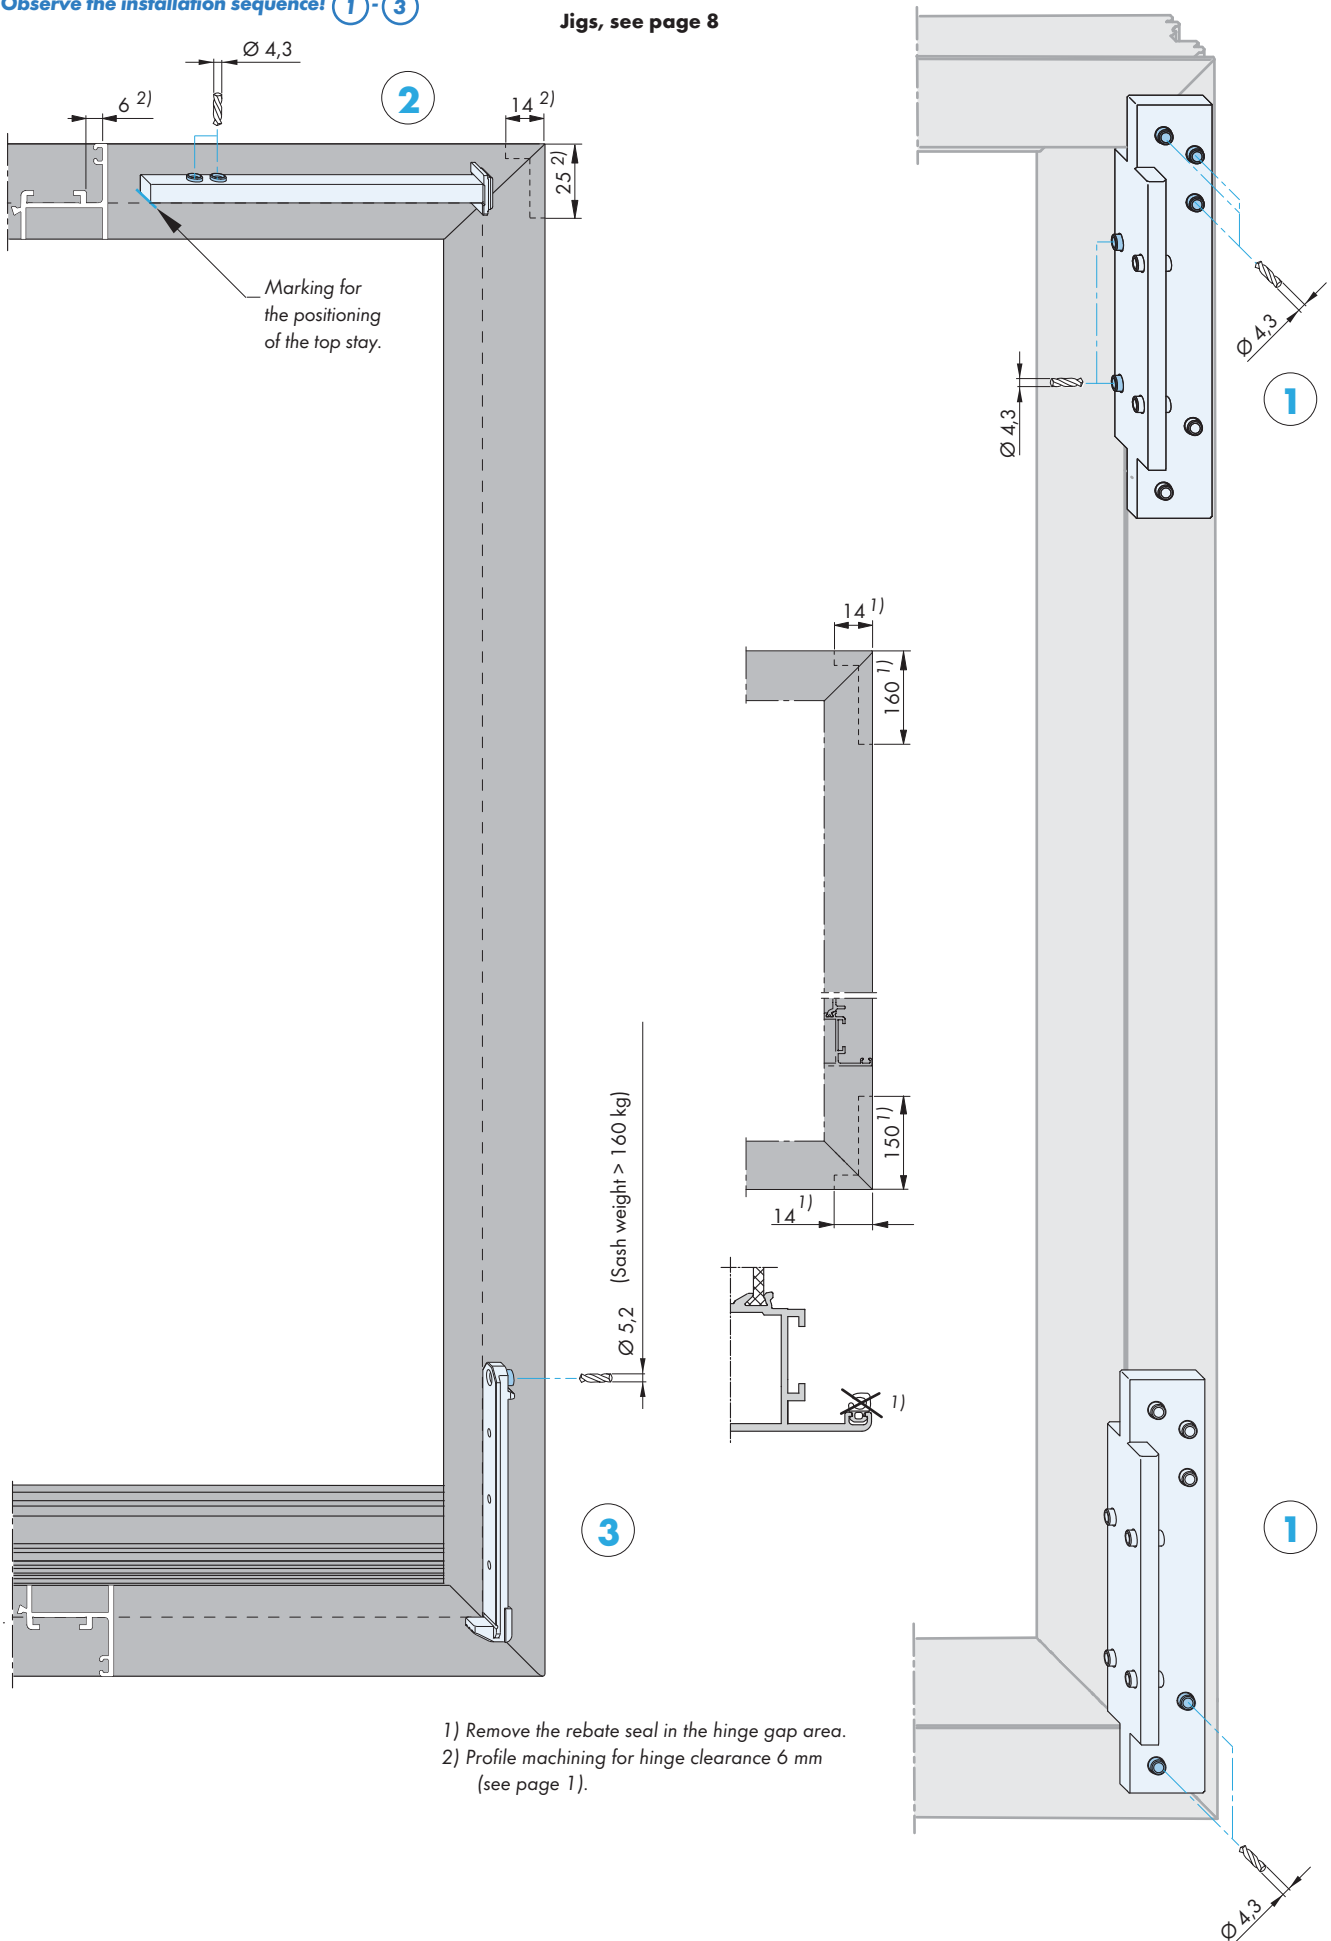 Observe the installation sequence! 1 - 3
Jigs, see page 8
Ø 4,3
2
6 2)
14 2)
25 2)
Marking for
the positioning
of the top stay.
Ø 4,3
Ø 4,3
1
14 1)
160 1)
150 1)
14 1)
1)
Ø 5,2 (Sash weight > 160 kg)
3
1
1) Remove the rebate seal in the hinge gap area.
2) Profile machining for hinge clearance 6 mm
(see page 1).
Ø 4,3